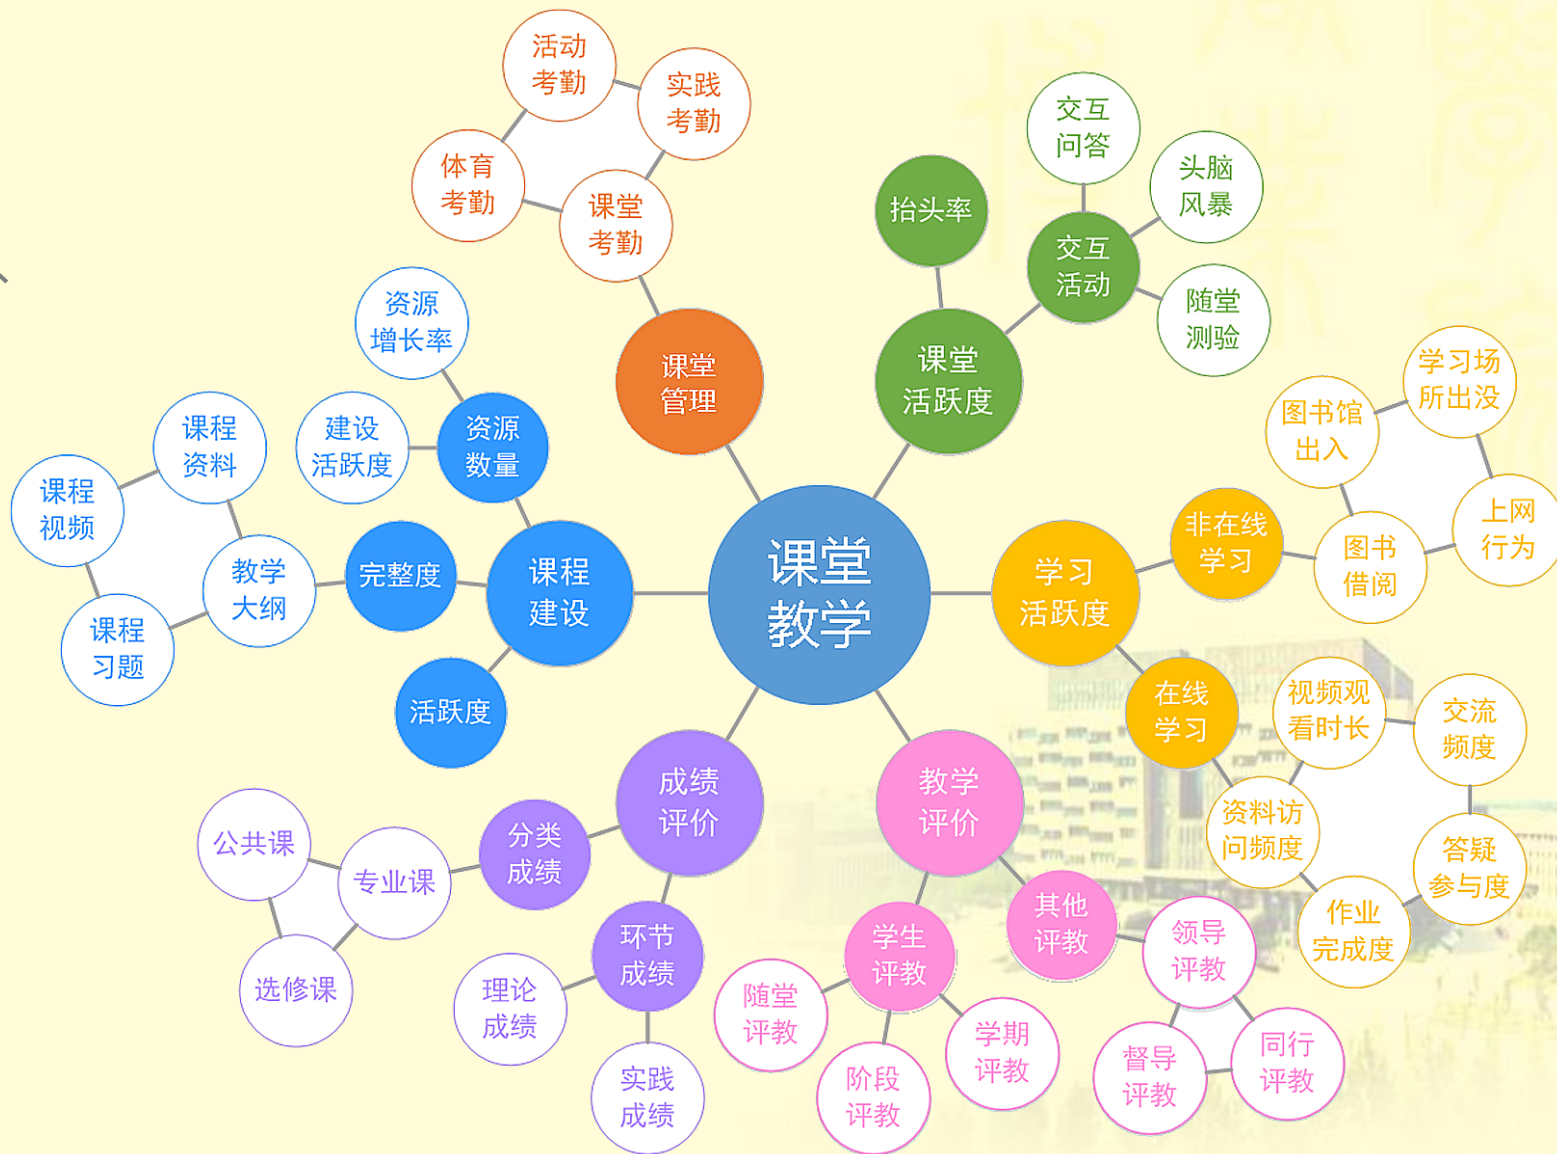 活动
考勤
实践
考勤
体育
考勤
课堂
考勤
课堂
管理
交互
问答
头脑
风暴
抬头率
交互
活动
随堂
测验
课堂
活跃度
资源
增长率
建设
活跃度
资源
数量
课程
资料
课程
视频
教学
大纲
课程
习题
完整度
课程
建设
活跃度
课堂
教学
学习
活跃度
非在线
学习
图书馆
出入
学习场
所出没
上网
行为
图书
借阅
在线
学习
视频观
看时长
交流
频度
资料访
问频度
答疑
参与度
作业
完成度
成绩
评价
分类
成绩
公共课
专业课
选修课
环节
成绩
理论
成绩
实践
成绩
教学
评价
学生
评教
随堂
评教
阶段
评教
学期
评教
其他
评教
领导
评教
督导
评教
同行
评教